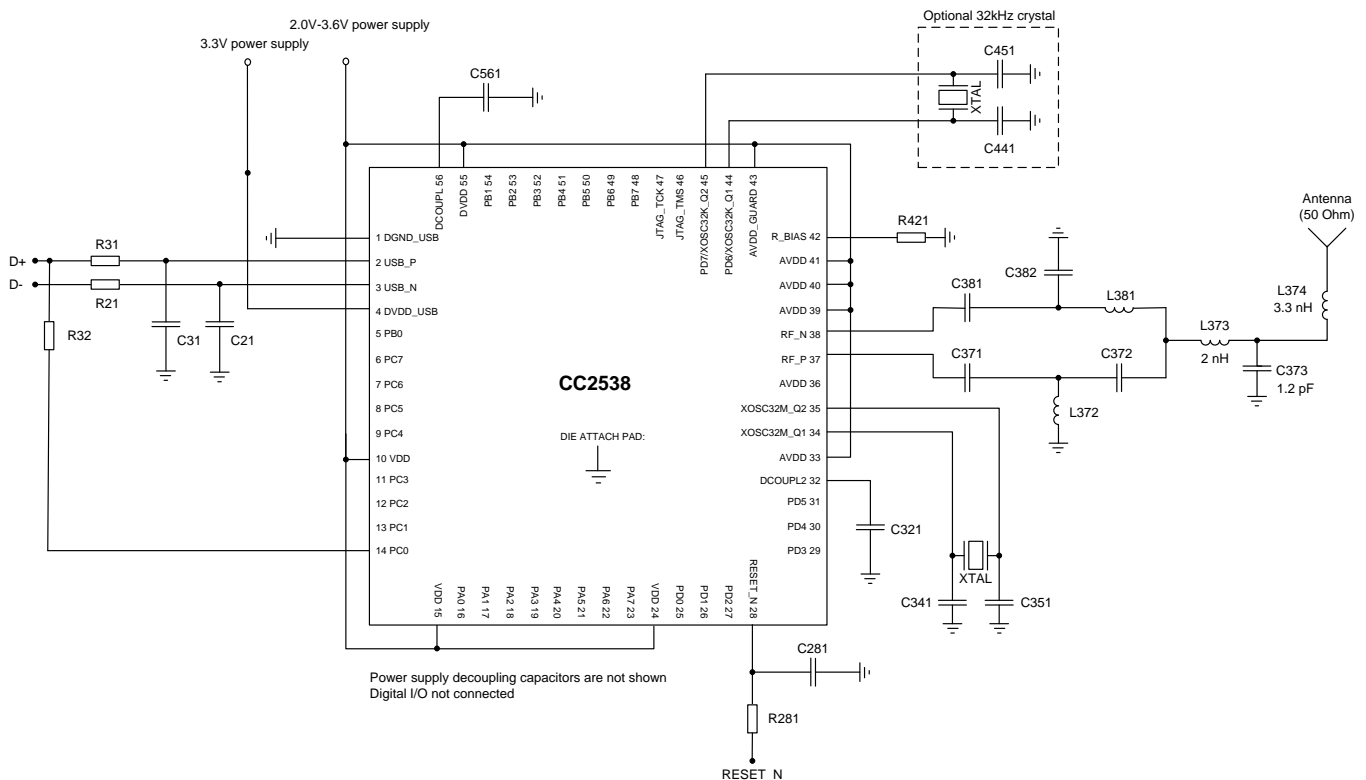 2.0V-3.6V power supply
3.3V power supply
Optional 32kHz crystal
C451
XTAL
C441
C561
DCOUPL 56
DVDD 55
PB1 54
PB2 53
PB3 52
PB4 51
PB5 50
PB6 49
PB7 48
JTAG_TCK 47
JTAG_TMS 46
PD7/XOSC32K_Q2 45
PD6/XOSC32K_Q1 44
AVDD_GUARD 43
D+
D-
R31
R21
R32
C31
C21
1 DGND_USB
2 USB_P
3 USB_N
4 DVDD_USB
5 PB0
6 PC7
7 PC6
8 PC5
9 PC4
10 VDD
11 PC3
12 PC2
13 PC1
14 PC0
CC2538
DIE ATTACH PAD:
R_BIAS 42
AVDD 41
AVDD 40
AVDD 39
RF_N 38
RF_P 37
AVDD 36
XOSC32M_Q2 35
XOSC32M_Q1 34
AVDD 33
DCOUPL2 32
PD5 31
PD4 30
PD3 29
R421
C382
C381
L381
C371
C372
L372
L373
2 nH
C373
1.2 pF
L374
3.3 nH
Antenna
(50 Ohm)
C321
XTAL
C341
C351
VDD 15
PA0 16
PA1 17
PA2 18
PA3 19
PA4 20
PA5 21
PA6 22
PA7 23
VDD 24
PD0 25
PD1 26
PD2 27
RESET_N 28
C281
R281
RESET_N
Power supply decoupling capacitors are not shown
Digital I/O not connected